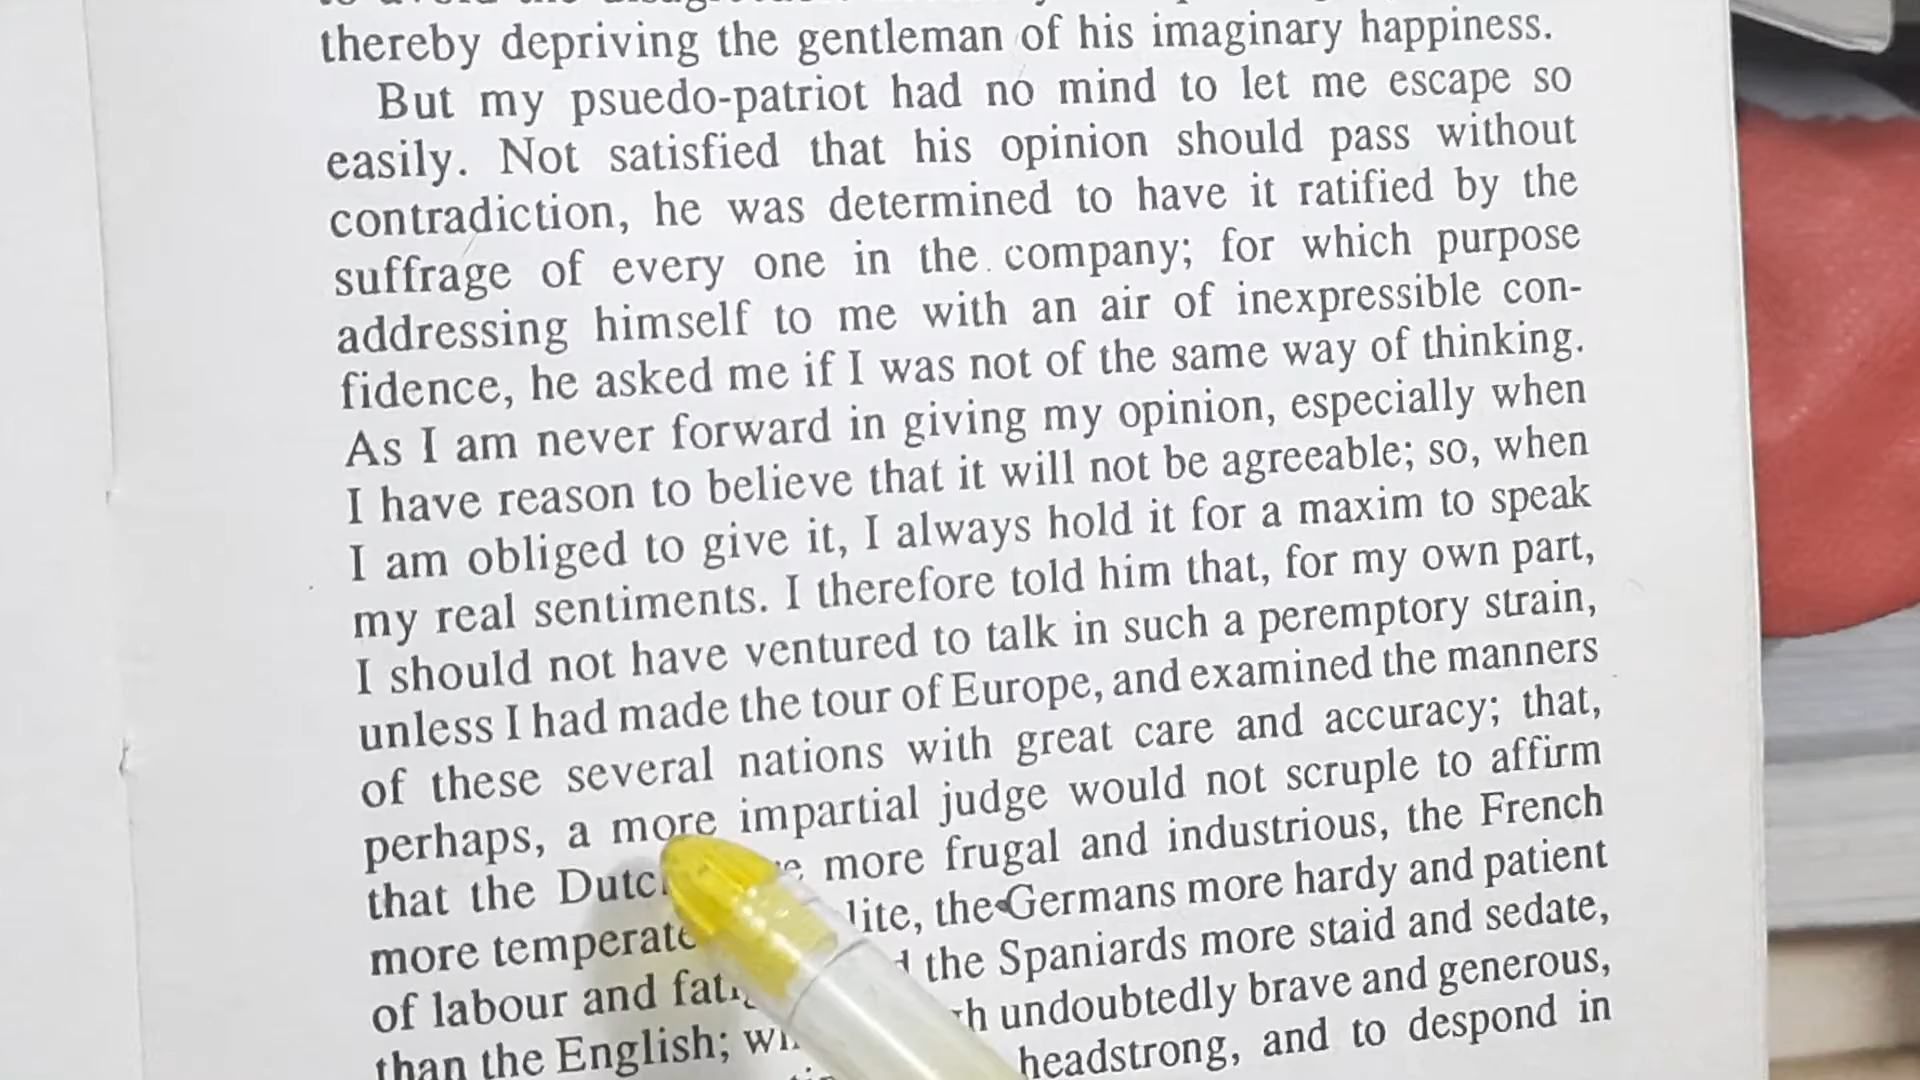 thereby depriving the gentleman of his imaginary happiness.
But my psuedo-patriot had no mind to let me escape so
easily. Not satisfied that his opinion should pass without
contradiction, he was determined to have it ratified by the
suffrage of every one in the company; for which purpose
addressing himself to me with an air of inexpressible con-
fidence, he asked me if I was not of the same way of thinking.
As I am never forward in giving my opinion, especially when
I have reason to believe that it will not be agreeable; so, when
I am obliged to give it, I always hold it for a maxim to speak
my real sentiments. I therefore told him that, for my own part,
I should not have ventured to talk in such a peremptory strain,
unless I had made the tour of Europe, and examined the manners
of these several nations with great care and accuracy; that,
perhaps, a more impartial judge would not scruple to affirm
that the more frugal and industrious, the French
more temperate the Germans more hardy and patient
of labour and the Spaniards more staid and sedate,
than the English; undoubtedly brave and generous,
headstrong, and to despond in